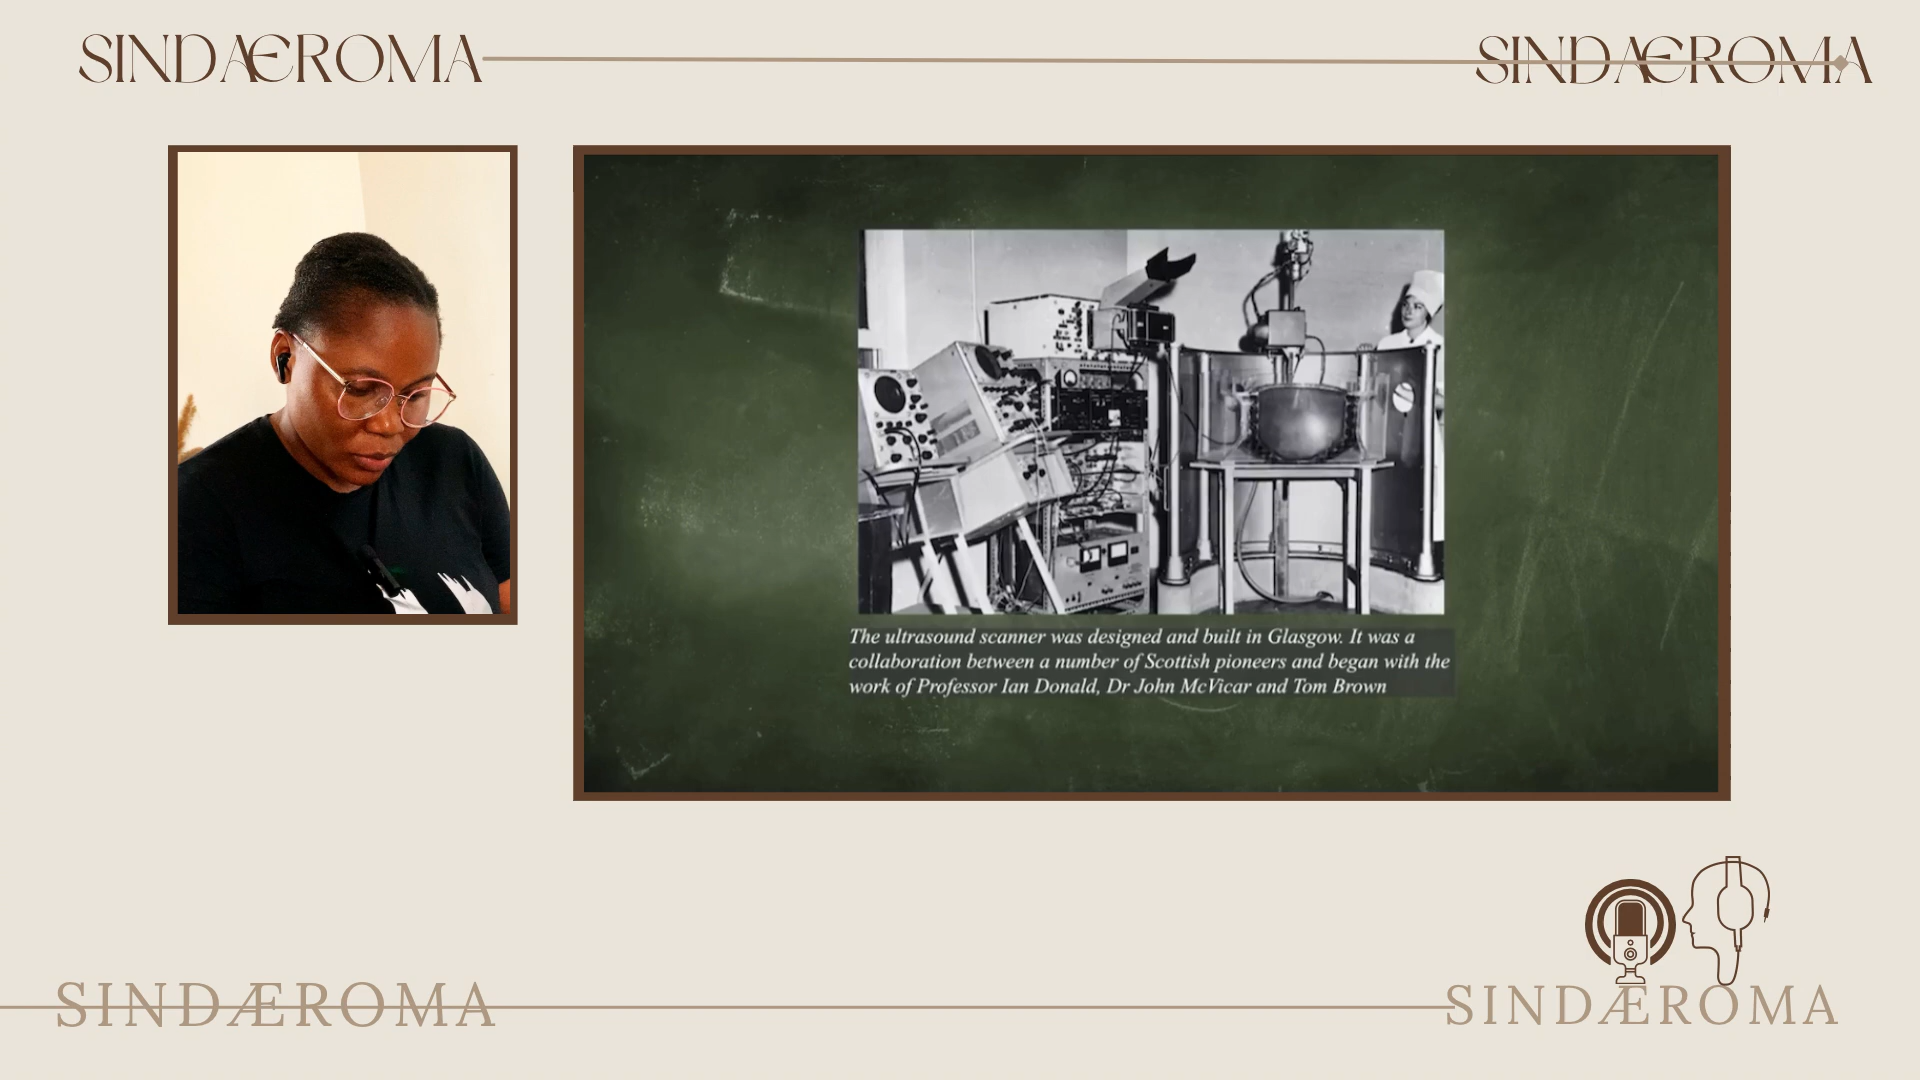 SINDÆROMA
SINDÆROMA
The ultrasound scanner was designed and built in Glasgow. It was a
collaboration between a number of Scottish pioneers and began with the
work of Professor Ian Donald, Dr John McVicar and Tom Brown
SINDÆROMA
SINDÆROMA